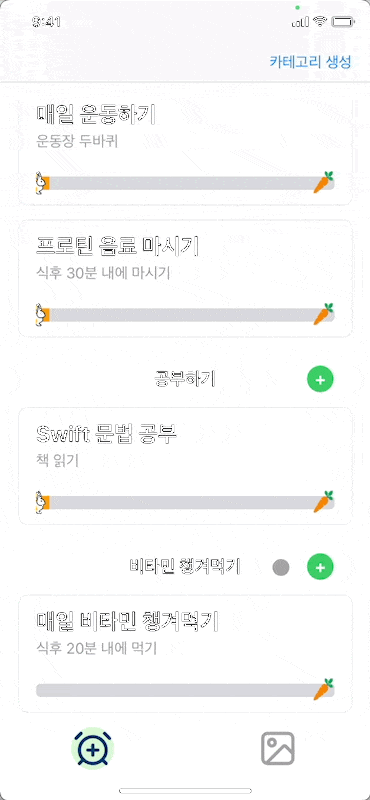 9:41
카테고리 생성
매일 운동하기
운동장 두바퀴
프로틴 음료 마시기
식후 30분 내에 마시기
공부하기
+
Swift 문법 공부
책 읽기
비타민 챙겨먹기
+
매일 비타민 챙겨먹기
식후 20분 내에 먹기